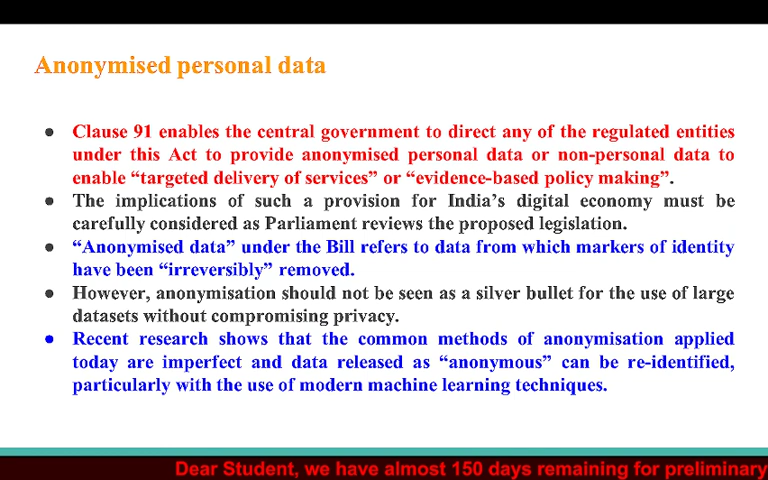 Anonymised personal data
● Clause 91 enables the central government to direct any of the regulated entities
under this Act to provide anonymised personal data or non-personal data to
enable “targeted delivery of services” or “evidence-based policy making”.
● The implications of such a provision for India’s digital economy must be
carefully considered as Parliament reviews the proposed legislation.
● “Anonymised data” under the Bill refers to data from which markers of identity
have been “irreversibly” removed.
● However, anonymisation should not be seen as a silver bullet for the use of large
datasets without compromising privacy.
● Recent research shows that the common methods of anonymisation applied
today are imperfect and data released as “anonymous” can be re-identified,
particularly with the use of modern machine learning techniques.
Dear Student, we have almost 150 days remaining for preliminary